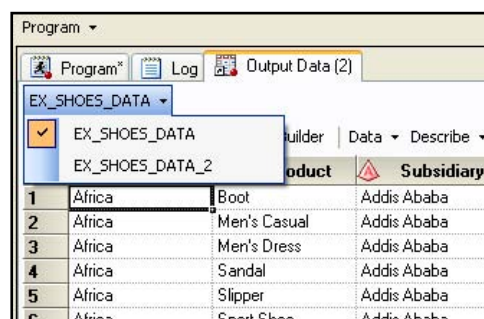 Program
Program* Log Output Data (2)
EX_SHOES_DATA
EX_SHOES_DATA
EX_SHOES_DATA_2
Data Describe
Subsidiary
1 Africa Boot Addis Ababa
2 Africa Men's Casual Addis Ababa
3 Africa Men's Dress Addis Ababa
4 Africa Sandal Addis Ababa
5 Africa Slipper Addis Ababa